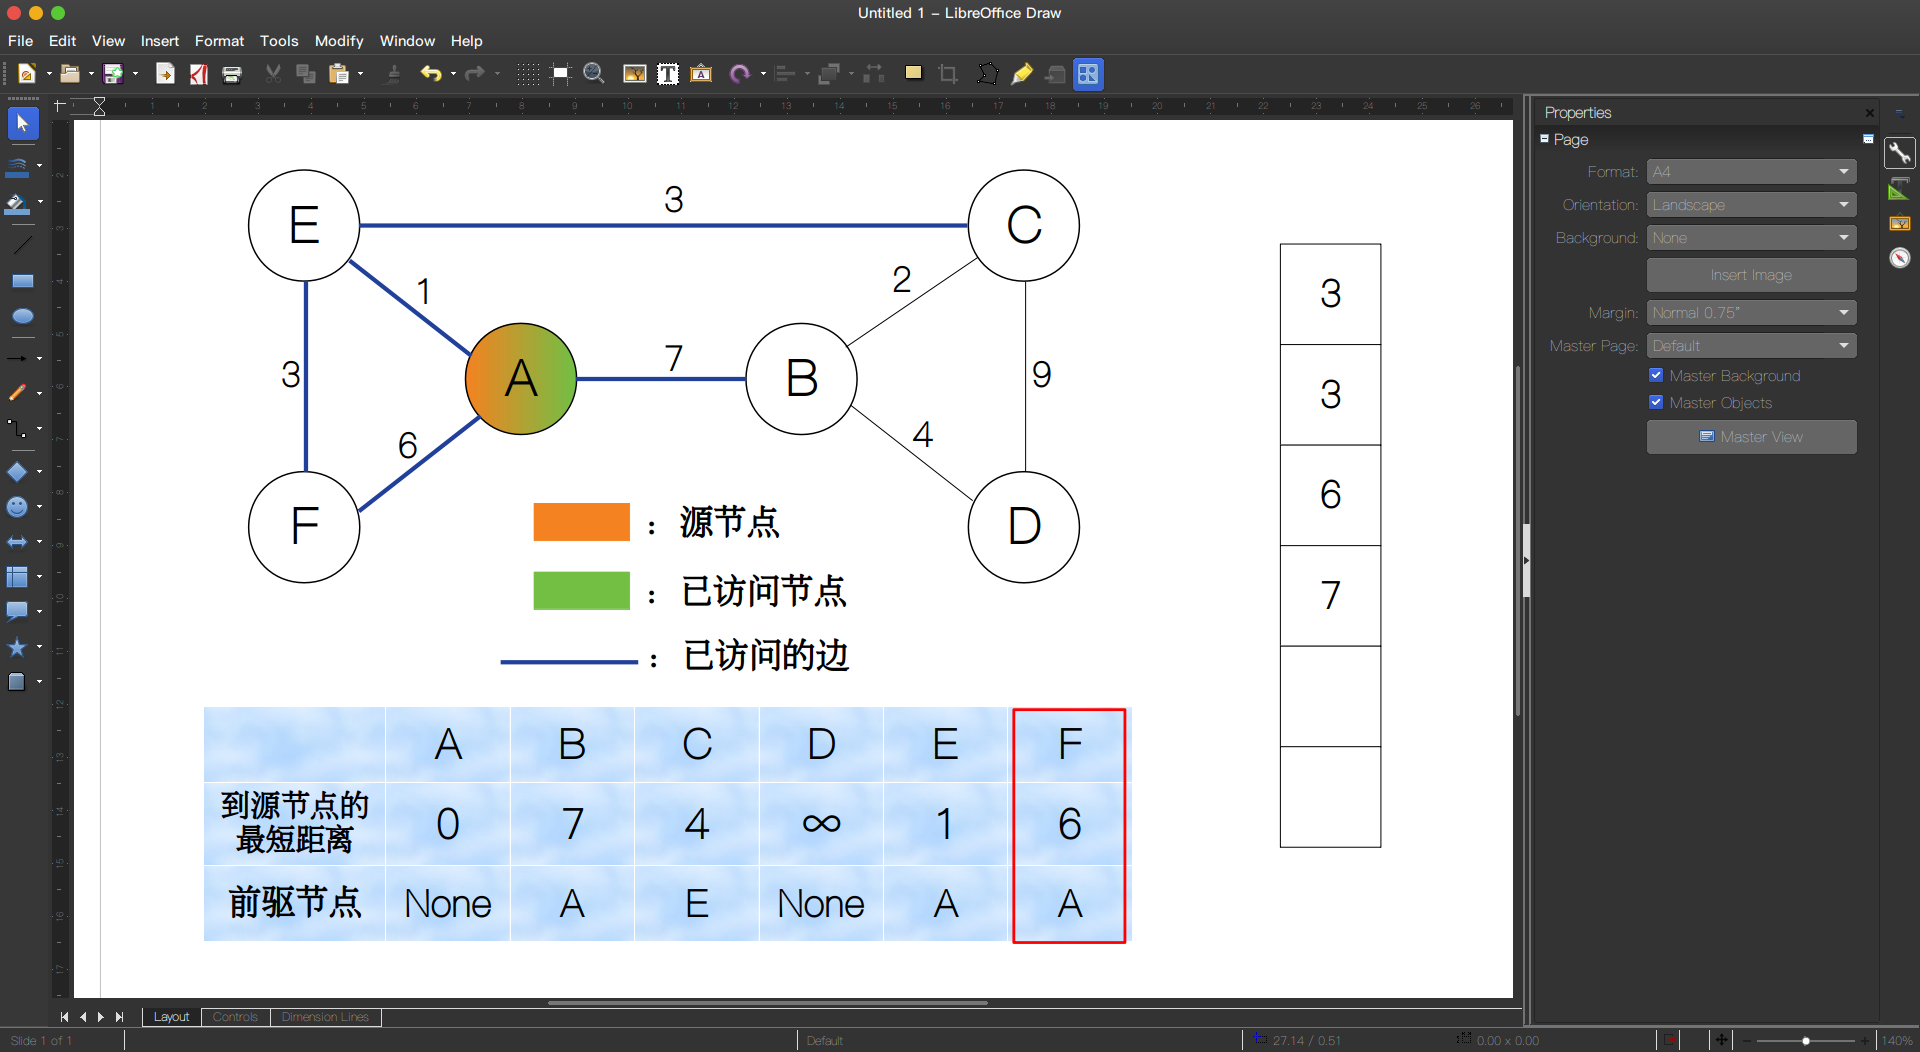 Untitled 1 – LibreOffice Draw
File Edit View Insert Format Tools Modify Window Help
Properties
Page
Format: A4
Orientation: Landscape
Background: None
Insert Image
Margin: Normal 0.75"
Master Page: Default
Master Background
Master Objects
Master View
E 3 C
1 2
3 A 7 B 9
6 4
F D
：源节点
：已访问节点
：已访问的边
3
3
6
7
A B C D E F
到源节点的
最短距离 0 7 4 ∞ 1 6
前驱节点 None A E None A A
Layout Controls Dimension Lines
Slide 1 of 1 Default 27.14 / 0.51 0.00 x 0.00 140%